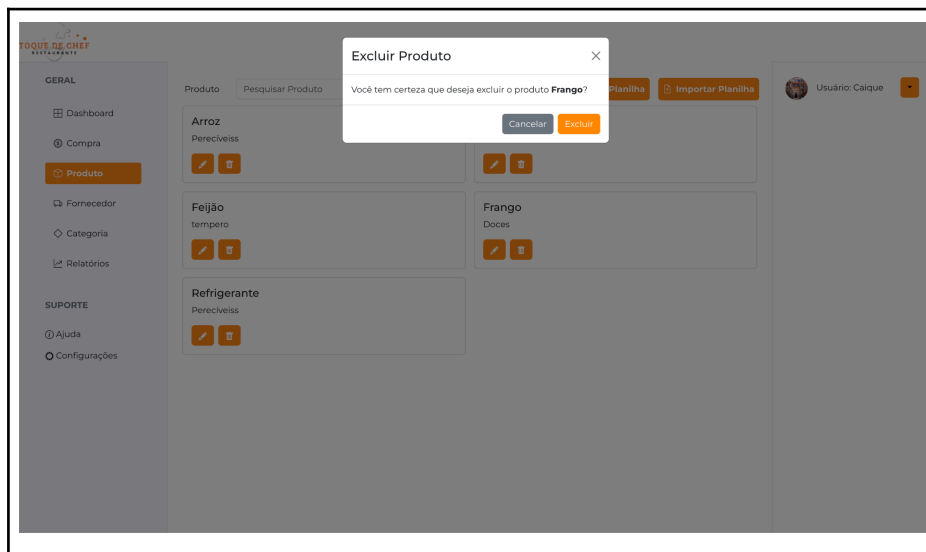 TOQUE DE CHEF
RESTAURANTE
Excluir Produto
Você tem certeza que deseja excluir o produto Frango?
Cancelar
Excluir
GERAL
Dashboard
Compra
Produto
Fornecedor
Categoria
Relatórios
SUPORTE
Ajuda
Configurações
Produto
Pesquisar Produto
Planilha
Importar Planilha
Usuário: Caique
Arroz
Pereciveiss
Feijão
tempero
Frango
Doces
Refrigerante
Pereciveiss